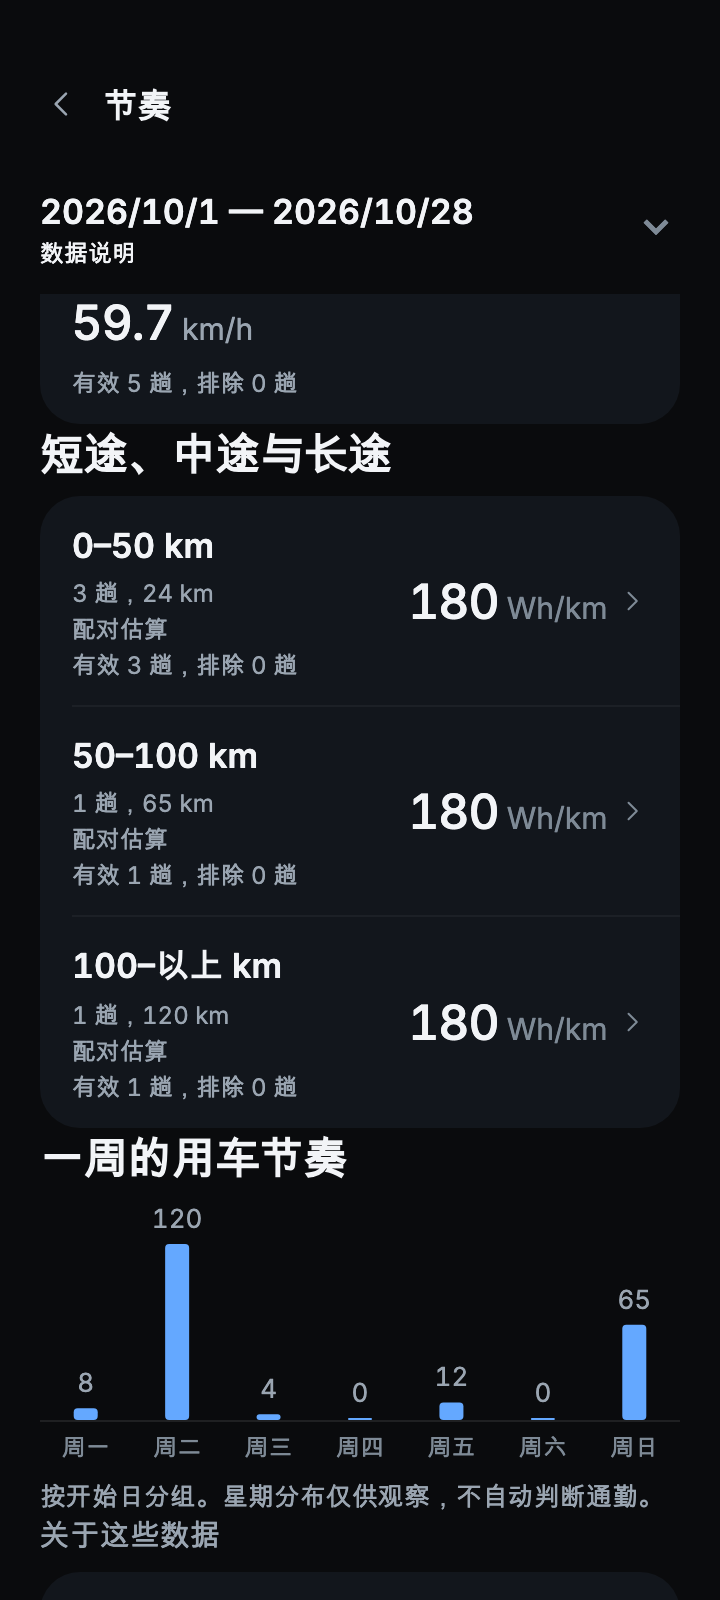 节奏
2026/10/1 — 2026/10/28
数据说明
59.7 km/h
有效 5 趟，排除 0 趟
短途、中途与长途
0–50 km
3 趟，24 km
配对估算
有效 3 趟，排除 0 趟
180 Wh/km
50–100 km
1 趟，65 km
配对估算
有效 1 趟，排除 0 趟
180 Wh/km
100–以上 km
1 趟，120 km
配对估算
有效 1 趟，排除 0 趟
180 Wh/km
一周的用车节奏
8 120 4 0 12 0 65
周一 周二 周三 周四 周五 周六 周日
按开始日分组。星期分布仅供观察，不自动判断通勤。
关于这些数据